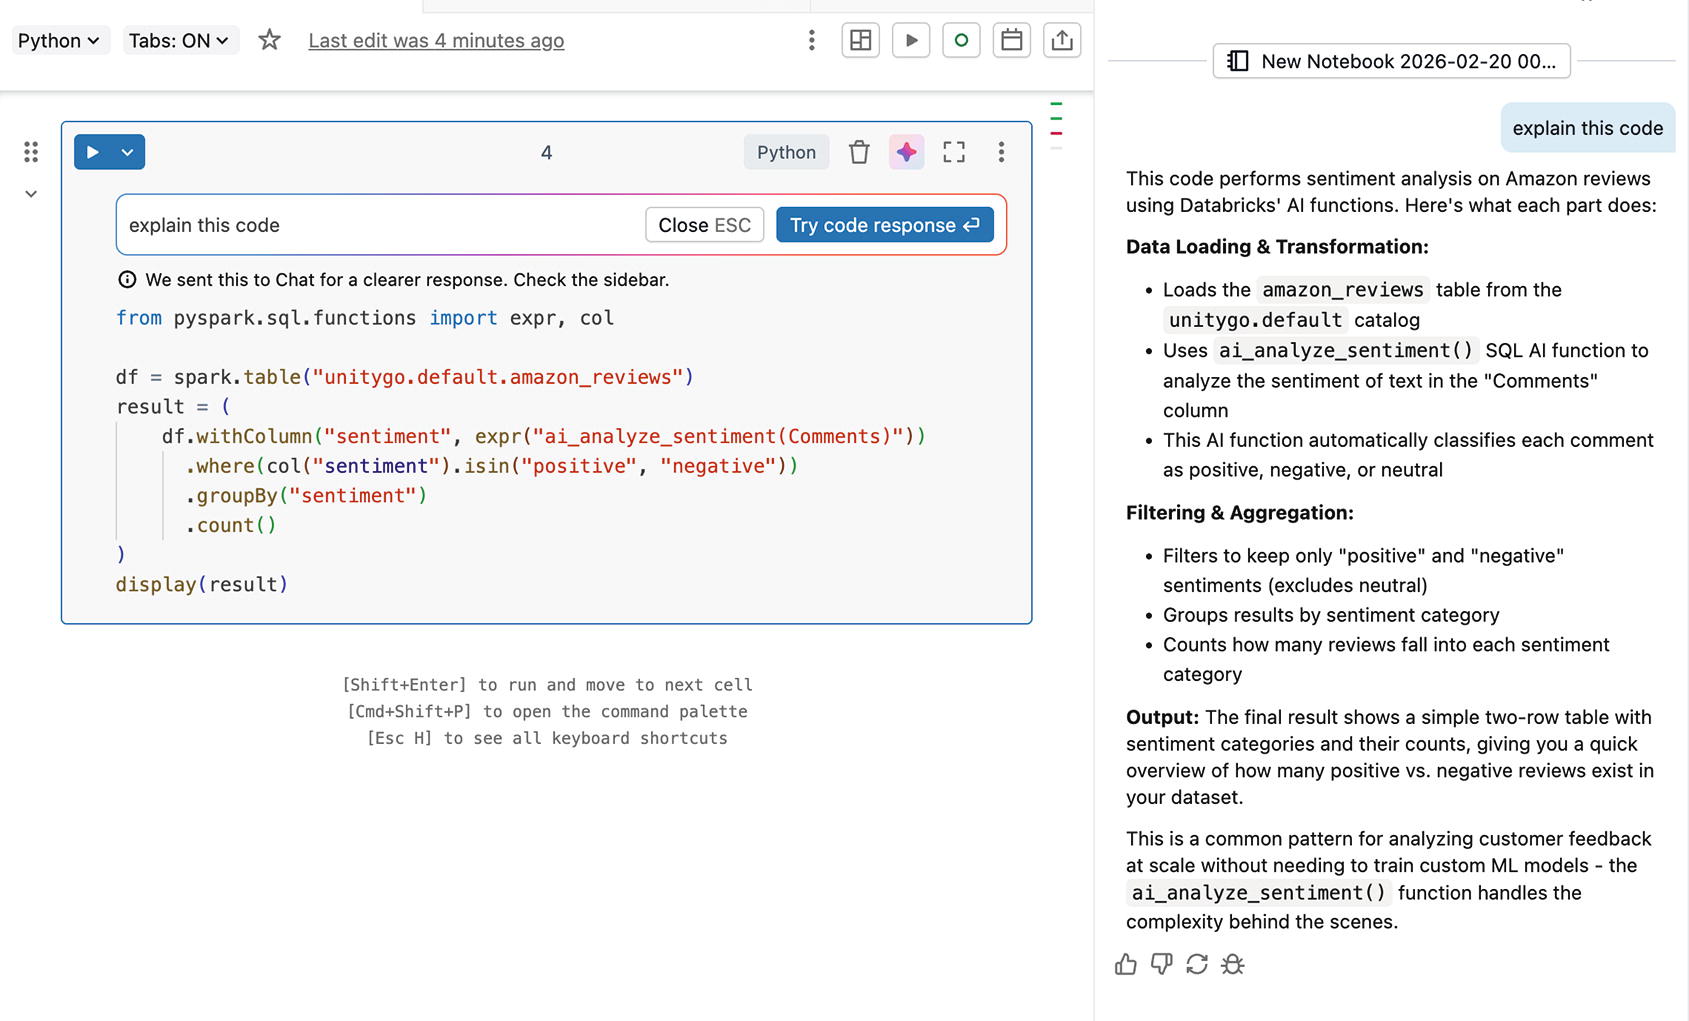 Python
Tabs: ON
Last edit was 4 minutes ago
4
Python
explain this code
Close ESC
Try code response
We sent this to Chat for a clearer response. Check the sidebar.
from pyspark.sql.functions import expr, col
df = spark.table("unitygo.default.amazon_reviews")
result = (
df.withColumn("sentiment", expr("ai_analyze_sentiment(Comments)"))
.where(col("sentiment").isin("positive", "negative"))
.groupBy("sentiment")
.count()
)
display(result)
[Shift+Enter] to run and move to next cell
[Cmd+Shift+P] to open the command palette
[Esc H] to see all keyboard shortcuts
New Notebook 2026-02-20 00...
explain this code
This code performs sentiment analysis on Amazon reviews
using Databricks' AI functions. Here's what each part does:
Data Loading & Transformation:
• Loads the amazon_reviews table from the
unitygo.default catalog
• Uses ai_analyze_sentiment() SQL AI function to
analyze the sentiment of text in the "Comments"
column
• This AI function automatically classifies each comment
as positive, negative, or neutral
Filtering & Aggregation:
• Filters to keep only "positive" and "negative"
sentiments (excludes neutral)
• Groups results by sentiment category
• Counts how many reviews fall into each sentiment
category
Output: The final result shows a simple two-row table with
sentiment categories and their counts, giving you a quick
overview of how many positive vs. negative reviews exist in
your dataset.
This is a common pattern for analyzing customer feedback
at scale without needing to train custom ML models - the
ai_analyze_sentiment() function handles the
complexity behind the scenes.